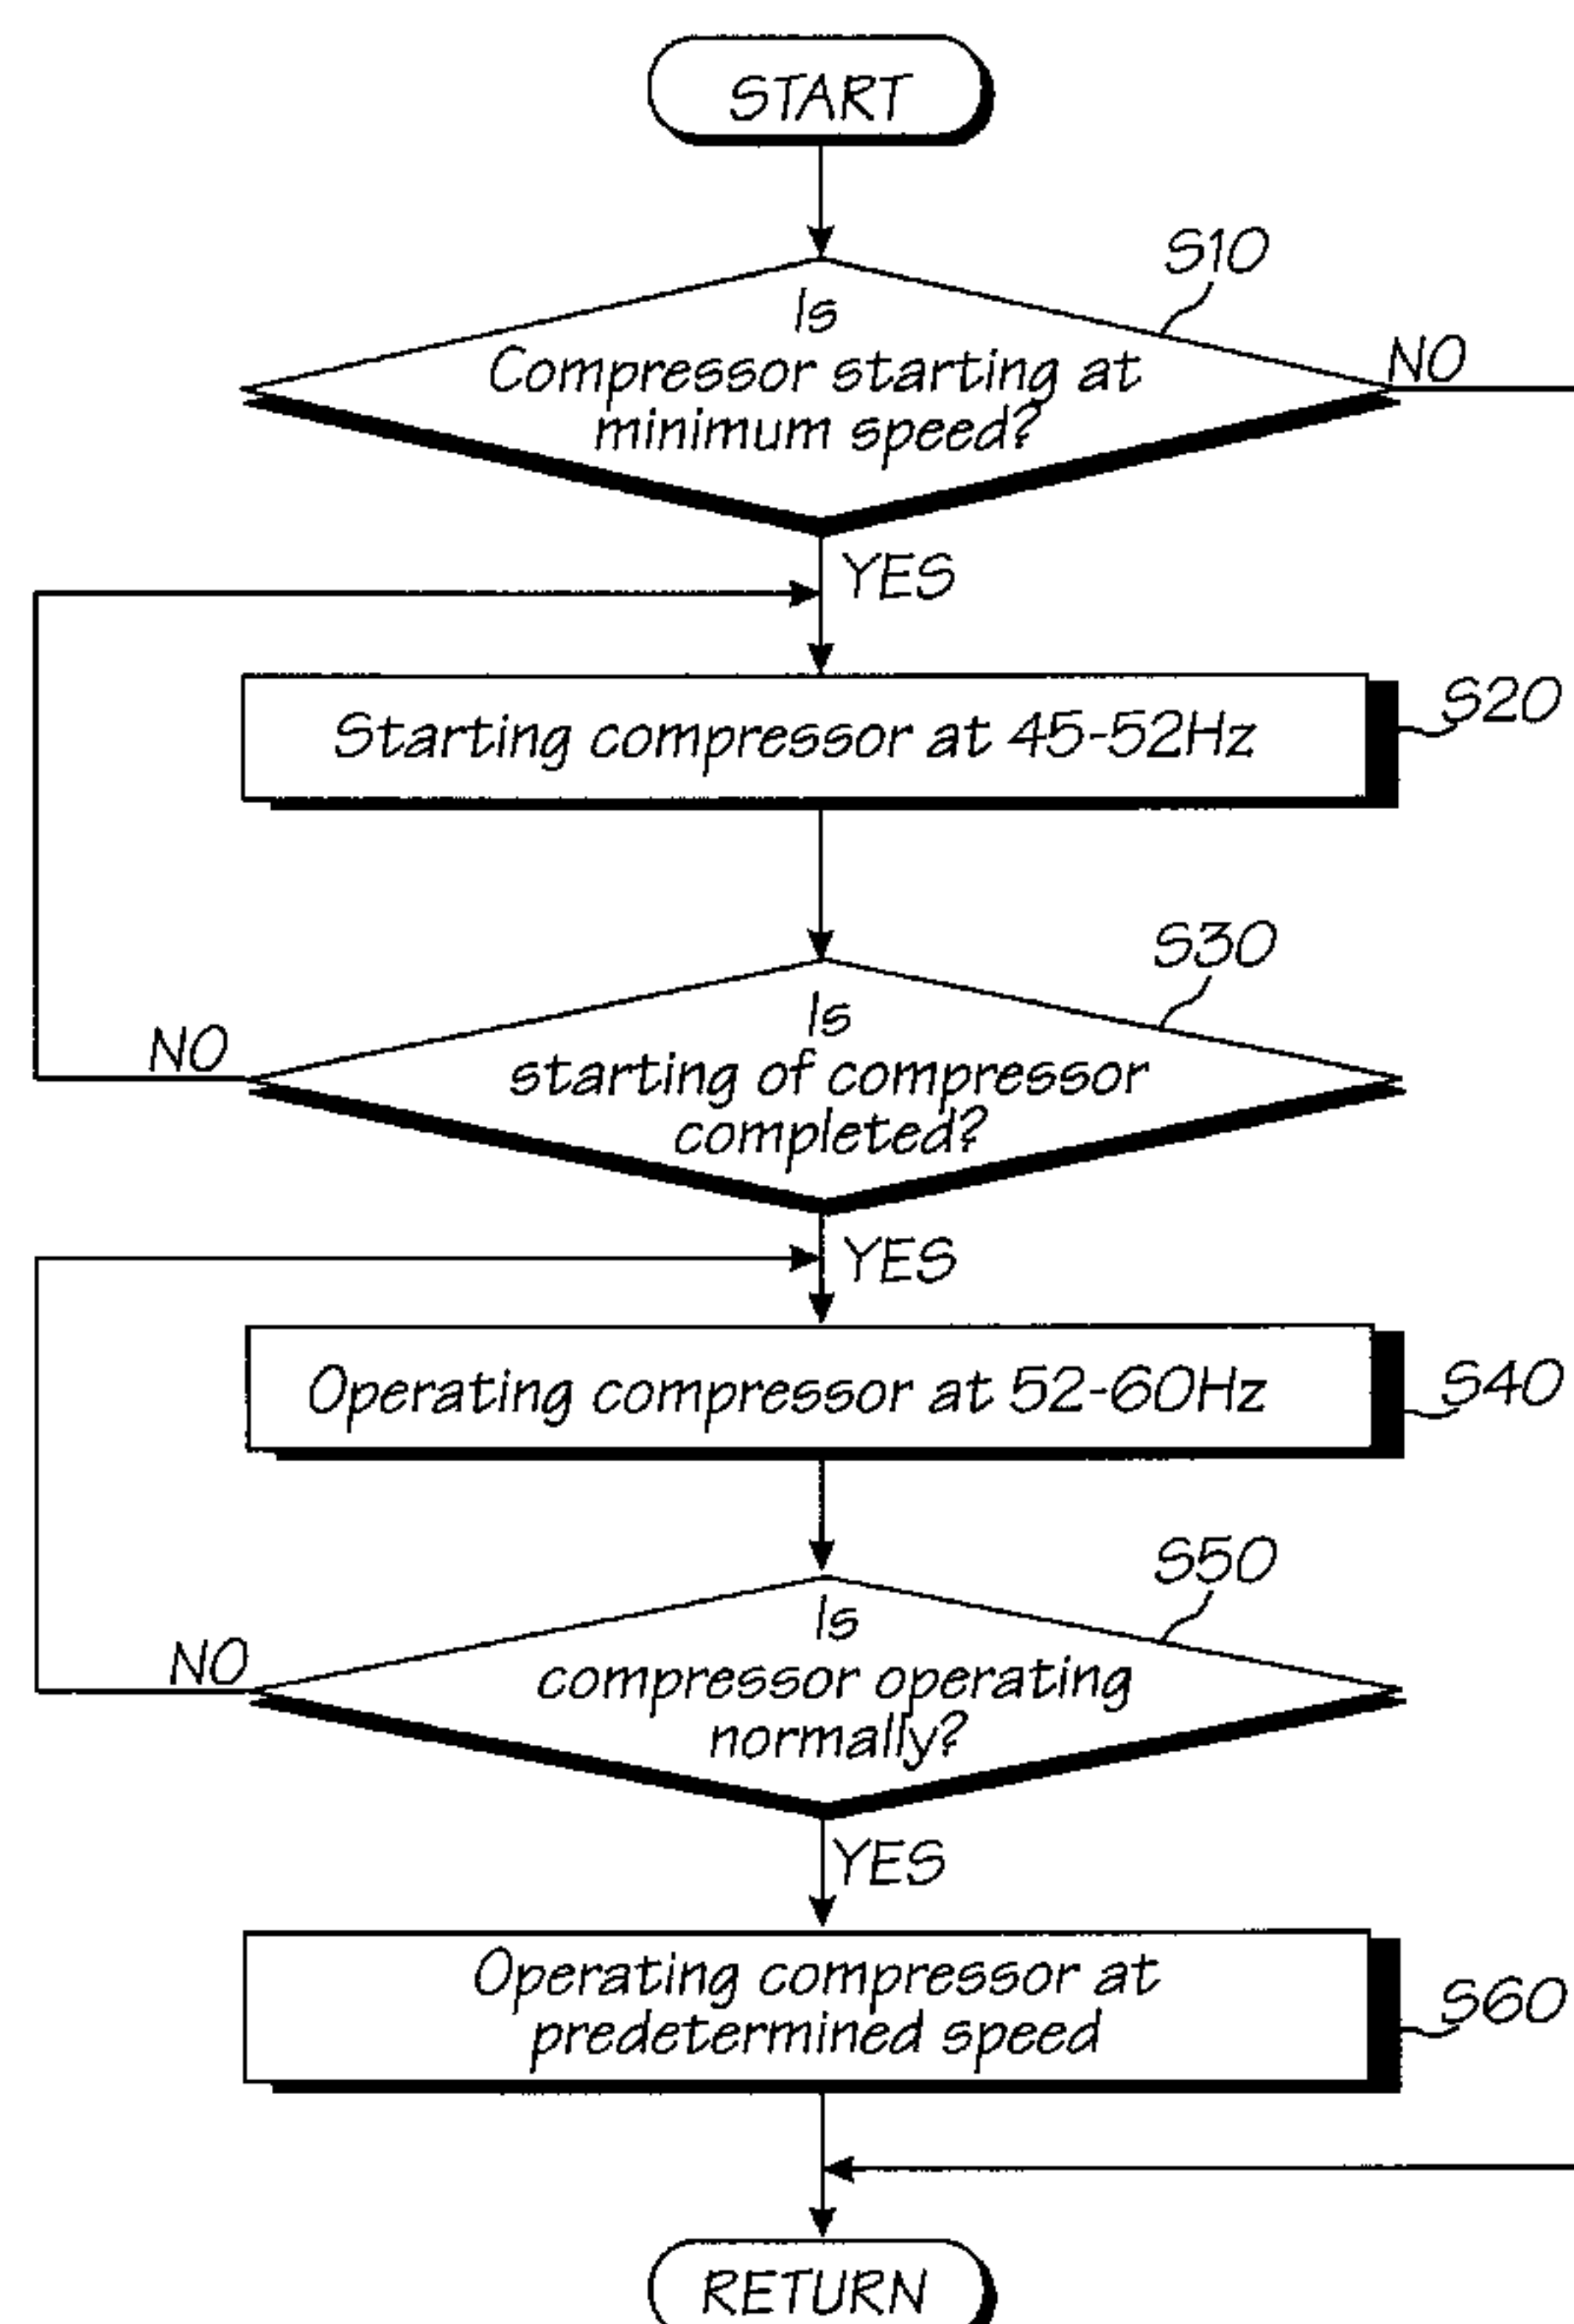 START
S10
Is
Compressor starting at
minimum speed?
NO
YES
Starting compressor at 45-52Hz
S20
S30
Is
starting of compressor
completed?
NO
YES
Operating compressor at 52-60Hz
S40
S50
Is
compressor operating
normally?
NO
YES
Operating compressor at
predetermined speed
S60
RETURN